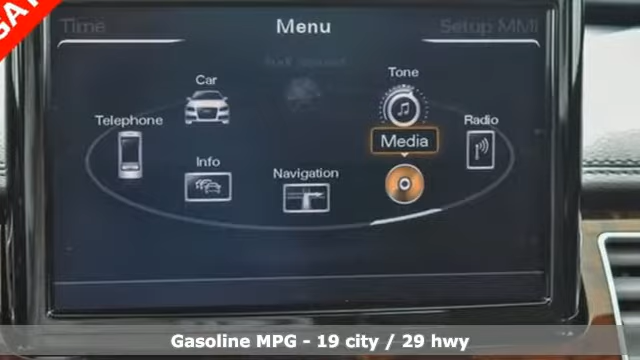 Time
Menu
Setup MMI
Car
Tone
Telephone
Media
Radio
Info
Navigation
Gasoline MPG - 19 city / 29 hwy